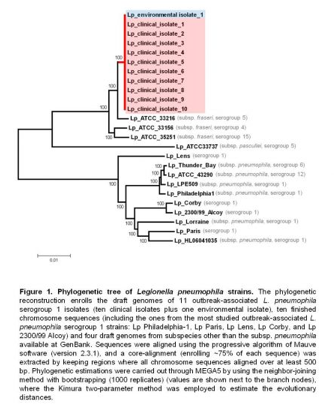 Lp_environmental isolate_1
Lp_clinical_isolate_1
Lp_clinical_isolate_2
Lp_clinical_isolate_3
Lp_clinical_isolate_4
100 Lp_clinical_isolate_5
Lp_clinical_isolate_6
Lp_clinical_isolate_7
Lp_clinical_isolate_8
Lp_clinical_isolate_9
100 Lp_clinical_isolate_10
Lp_ATCC_33216 (subsp. fraseri, serogroup 5)
100 Lp_ATCC_33156 (subsp. fraseri, serogroup 4)
100 Lp_ATCC_35251 (subsp. fraseri, serogroup 15)
Lp_ATCC33737 (subsp. pascullei, serogroup 5)
Lp_Lens (serogroup 1)
100 Lp_Thunder_Bay (subsp. pneumophila, serogroup 6)
100 Lp_ATCC_43290 (subsp. pneumophila, serogroup 12)
100 Lp_LPE509 (subsp. pneumophila, serogroup 1)
100 Lp_Philadelphia1 (subsp. pneumophila, serogroup 1)
100 Lp_Corby (subsp. pneumophila, serogroup 1)
100 Lp_2300/99_Alcoy (serogroup 1)
Lp_Lorraine (subsp. pneumophila, serogroup 1)
100 Lp_Paris (subsp. pneumophila, serogroup 1)
Lp_HL06041035 (subsp. pneumophila, serogroup 1)
0.01
Figure 1. Phylogenetic tree of Legionella pneumophila strains. The phylogenetic
reconstruction enrolls the draft genomes of 11 outbreak-associated L. pneumophila
serogroup 1 isolates (ten clinical isolates plus one environmental isolate), ten finished
chromosome sequences (including the ones from the most studied outbreak-associated L.
pneumophila serogroup 1 strains: Lp Philadelphia-1, Lp Paris, Lp Lens, Lp Corby, and Lp
2300/99 Alcoy) and four draft genomes from subspecies other than the subsp. pneumophila
available at GenBank. Sequences were aligned using the progressive algorithm of Mauve
software (version 2.3.1), and a core-alignment (enrolling ~75% of each sequence) was
extracted by keeping regions where all chromosome sequences aligned over at least 500
bp. Phylogenetic estimations were carried out through MEGA5 by using the neighbor-joining
method with bootstrapping (1000 replicates) (values are shown next to the branch nodes),
where the Kimura two-parameter method was employed to estimate the evolutionary
distances.